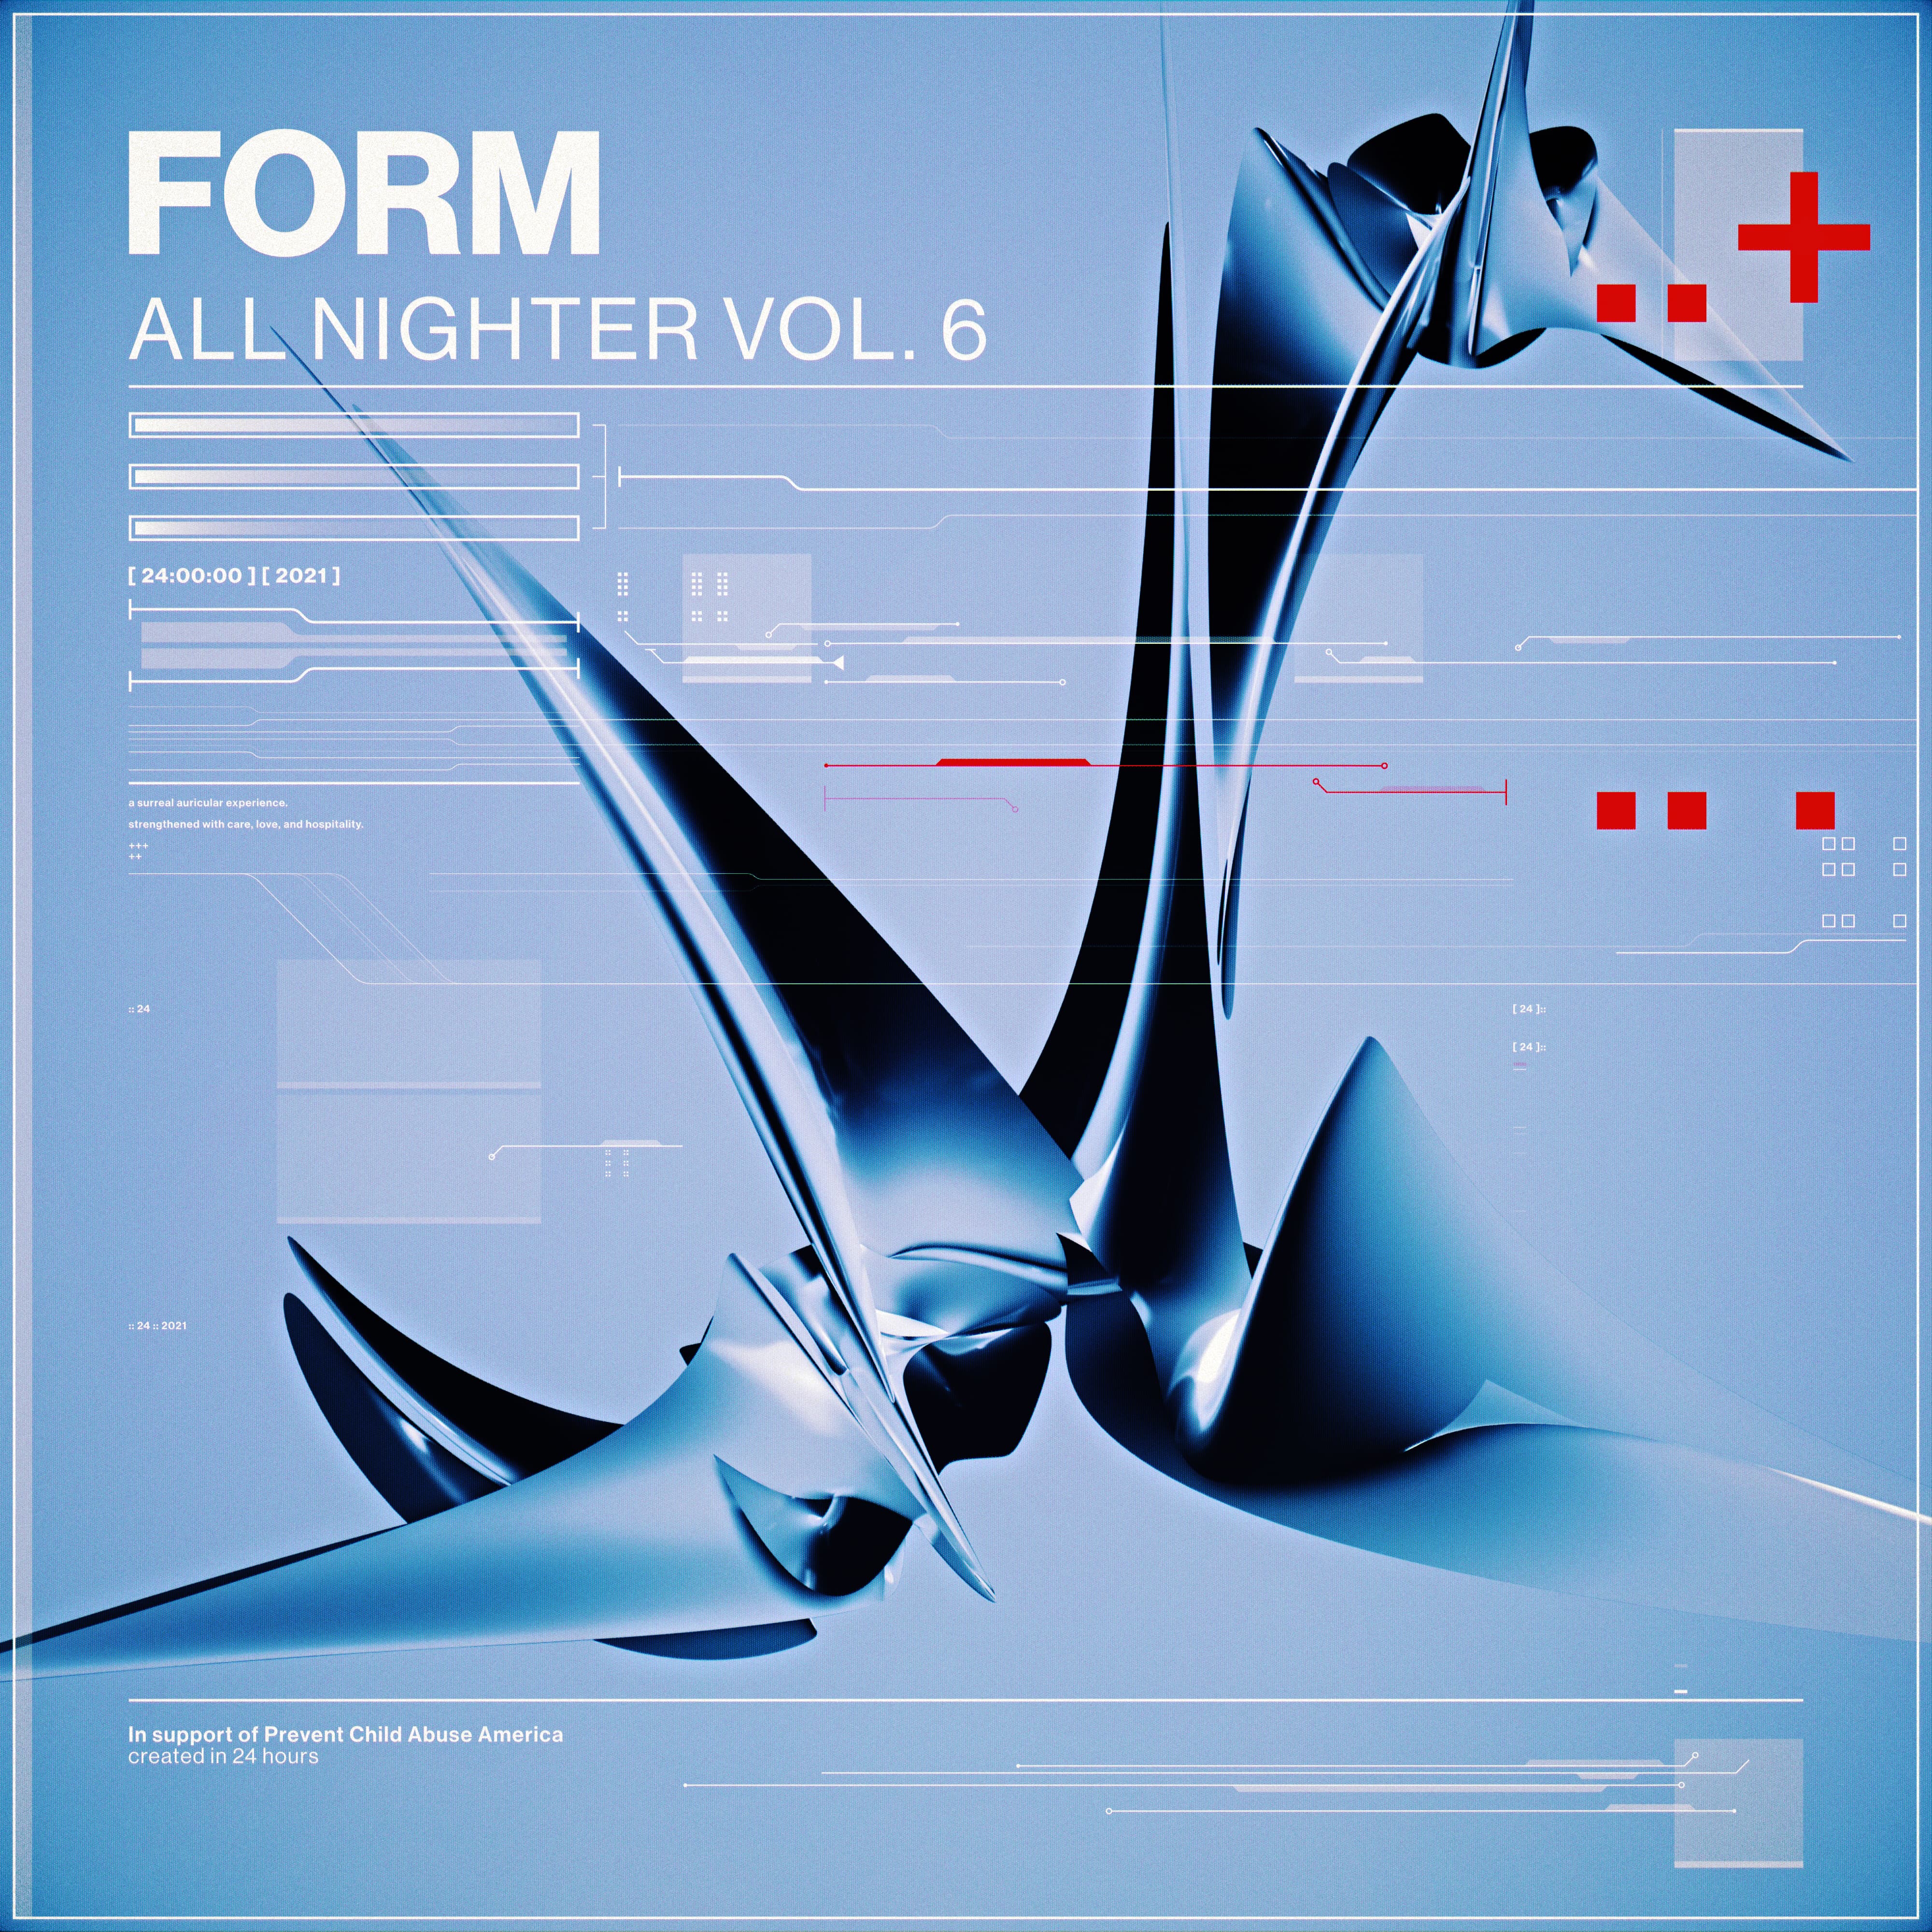 FORM
ALL NIGHTER VOL. 6
[ 24:00:00 ] [ 2021 ]
a surreal auricular experience.
strengthened with care, love, and hospitality.
+++
++
:: 24
[ 24 ]::
[ 24 ]::
:: 24 :: 2021
In support of Prevent Child Abuse America
created in 24 hours